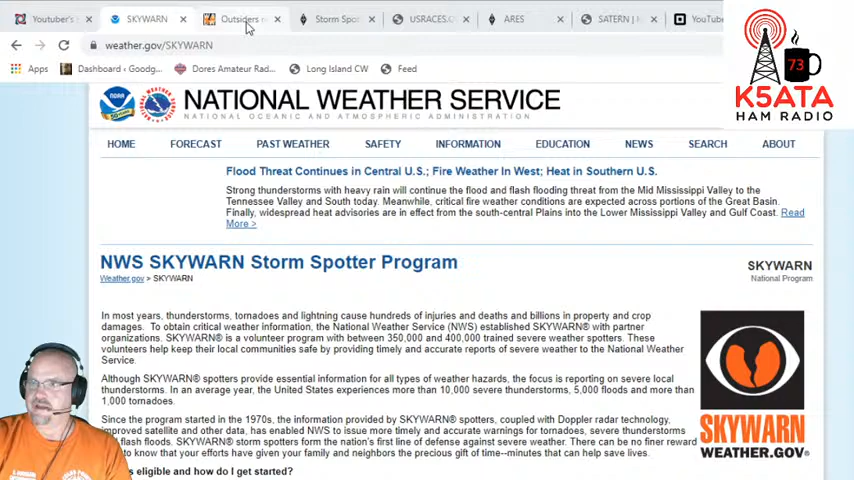 Youtube's
SKYWARN
Outsiders
Storm Spo
USRACES.O
ARES
SATERN |
YouTube
weather.gov/SKYWARN
73
Apps
Dashboard ‹ Goodg...
Dores Amateur Rad...
Long Island CW
Feed
K5ATA
HAM RADIO
NOAA
50
NATIONAL WEATHER SERVICE
NATIONAL OCEANIC AND ATMOSPHERIC ADMINISTRATION
HOME FORECAST PAST WEATHER SAFETY INFORMATION EDUCATION NEWS SEARCH ABOUT
Flood Threat Continues in Central U.S.; Fire Weather In West; Heat in Southern U.S.
Strong thunderstorms with heavy rain will continue the flood and flash flooding threat from the Mid Mississippi Valley to the
Tennessee Valley and South today. Meanwhile, critical fire weather conditions are expected across portions of the Great Basin.
Finally, widespread heat advisories are in effect from the south-central Plains into the Lower Mississippi Valley and Gulf Coast. Read
More >
NWS SKYWARN Storm Spotter Program
SKYWARN
National Program
Weather.gov > SKYWARN
In most years, thunderstorms, tornadoes and lightning cause hundreds of injuries and deaths and billions in property and crop
damages. To obtain critical weather information, the National Weather Service (NWS) established SKYWARN® with partner
organizations. SKYWARN® is a volunteer program with between 350,000 and 400,000 trained severe weather spotters. These
volunteers help keep their local communities safe by providing timely and accurate reports of severe weather to the National Weather
Service.
Although SKYWARN® spotters provide essential information for all types of weather hazards, the focus is reporting on severe local
thunderstorms. In an average year, the United States experiences more than 10,000 severe thunderstorms, 5,000 floods and more than
1,000 tornadoes.
Since the program started in the 1970s, the information provided by SKYWARN® spotters, coupled with Doppler radar technology,
improved satellite and other data, has enabled NWS to issue more timely and accurate warnings for tornadoes, severe thunderstorms
flash floods. SKYWARN® storm spotters form the nation's first line of defense against severe weather. There can be no finer reward
to know that your efforts have given your family and neighbors the precious gift of time--minutes that can help save lives.
eligible and how do I get started?
SKYWARN®
WEATHER.GOV